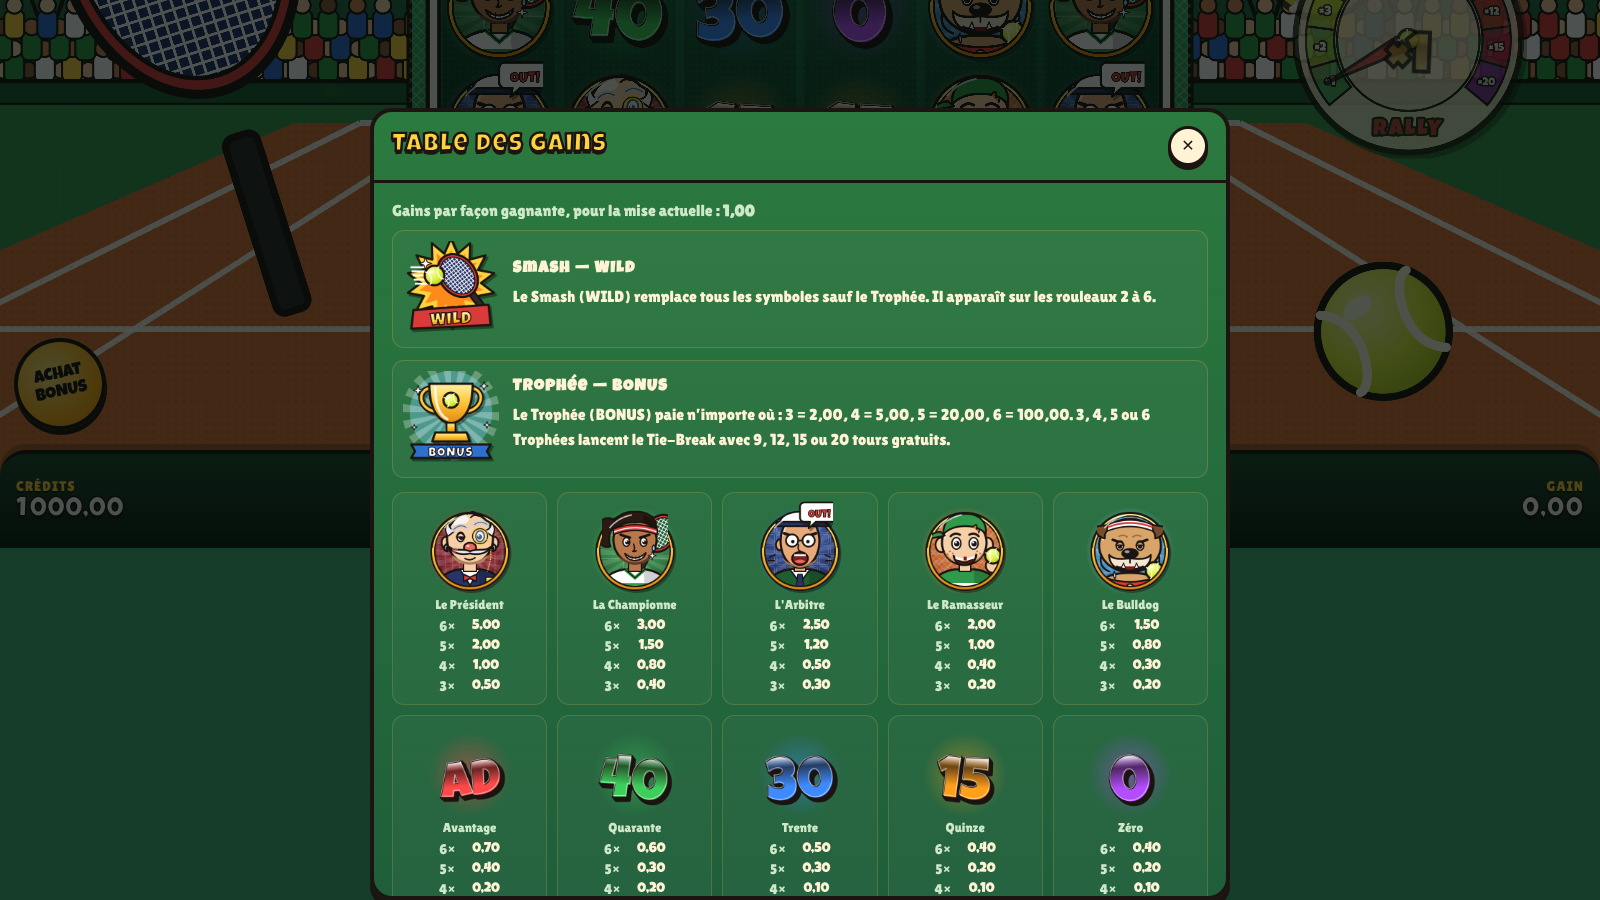 40 30 0
OUT! OUT!
×3 ×12
×2 ×1 ×15
×20
RALLY
Table des Gains ×
Gains par façon gagnante, pour la mise actuelle : 1,00
Smash — Wild
WILD
Le Smash (WILD) remplace tous les symboles sauf le Trophée. Il apparaît sur les rouleaux 2 à 6.
ACHAT
BONUS
Trophée — Bonus
BONUS
Le Trophée (BONUS) paie n'importe où : 3 = 2,00, 4 = 5,00, 5 = 20,00, 6 = 100,00. 3, 4, 5 ou 6
Trophées lancent le Tie-Break avec 9, 12, 15 ou 20 tours gratuits.
CRÉDITS
1000,00
GAIN
0,00
OUT!
Le Président La Championne L'Arbitre Le Ramasseur Le Bulldog
6× 5,00 6× 3,00 6× 2,50 6× 2,00 6× 1,50
5× 2,00 5× 1,50 5× 1,20 5× 1,00 5× 0,80
4× 1,00 4× 0,80 4× 0,50 4× 0,40 4× 0,30
3× 0,50 3× 0,40 3× 0,30 3× 0,20 3× 0,20
AD 40 30 15 0
Avantage Quarante Trente Quinze Zéro
6× 0,70 6× 0,60 6× 0,50 6× 0,40 6× 0,40
5× 0,40 5× 0,30 5× 0,30 5× 0,20 5× 0,20
4× 0,20 4× 0,20 4× 0,10 4× 0,10 4× 0,10